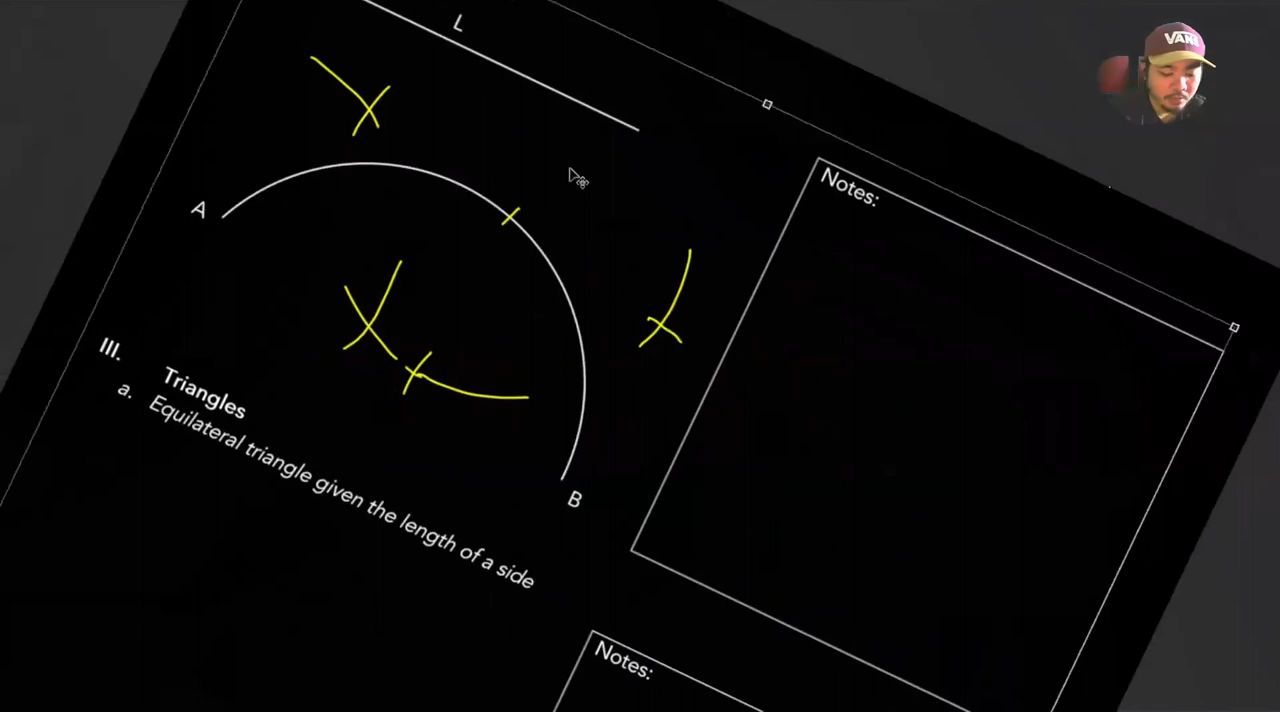 L
VANS
Notes:
A
B
III.
Triangles
a. Equilateral triangle given the length of a side
Notes: